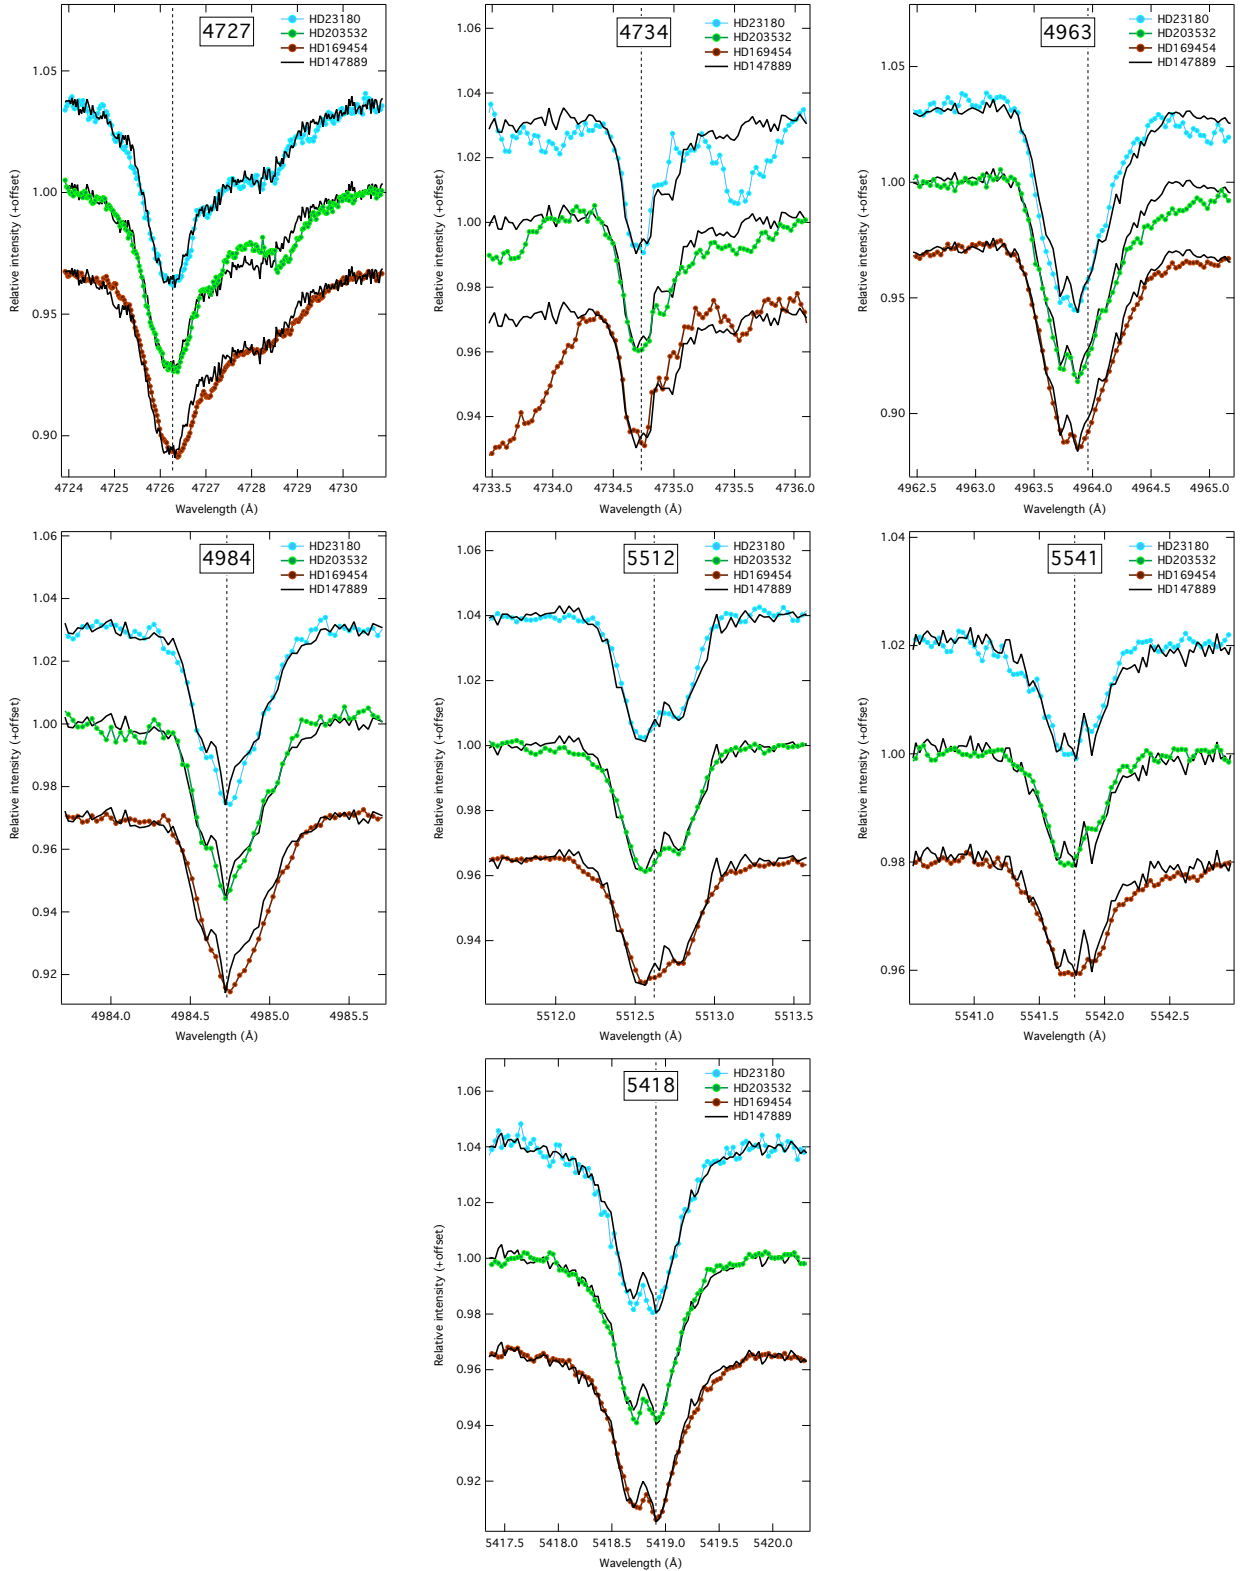 4727
HD23180
HD203532
HD169454
HD147889
1.05
1.00
0.95
0.90
Relative intensity (+offset)
4724 4725 4726 4727 4728 4729 4730
Wavelength (Å)
4734
HD23180
HD203532
HD169454
HD147889
1.06
1.04
1.02
1.00
0.98
0.96
0.94
Relative intensity (+offset)
4733.5 4734.0 4734.5 4735.0 4735.5 4736.0
Wavelength (Å)
4963
HD23180
HD203532
HD169454
HD147889
1.05
1.00
0.95
0.90
Relative intensity (+offset)
4962.5 4963.0 4963.5 4964.0 4964.5 4965.0
Wavelength (Å)
4984
HD23180
HD203532
HD169454
HD147889
1.06
1.04
1.02
1.00
0.98
0.96
0.94
0.92
Relative intensity (+offset)
4984.0 4984.5 4985.0 4985.5
Wavelength (Å)
5512
HD23180
HD203532
HD169454
HD147889
1.06
1.04
1.02
1.00
0.98
0.96
0.94
Relative intensity (+offset)
5512.0 5512.5 5513.0 5513.5
Wavelength (Å)
5541
HD23180
HD203532
HD169454
HD147889
1.04
1.02
1.00
0.98
0.96
Relative intensity (+offset)
5541.0 5541.5 5542.0 5542.5
Wavelength (Å)
5418
HD23180
HD203532
HD169454
HD147889
1.06
1.04
1.02
1.00
0.98
0.96
0.94
0.92
Relative intensity (+offset)
5417.5 5418.0 5418.5 5419.0 5419.5 5420.0
Wavelength (Å)